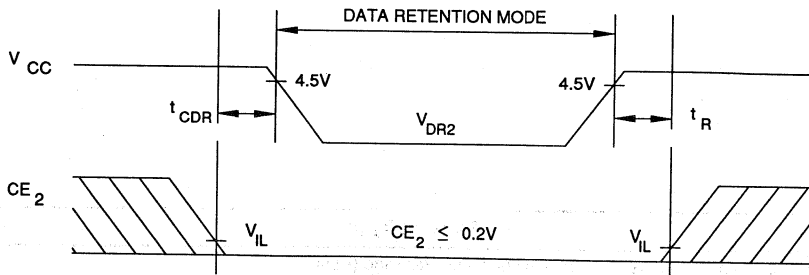 DATA RETENTION MODE
V CC
4.5V
4.5V
t CDR
V DR2
t R
CE 2
V IL
CE 2 ≤ 0.2V
V IL